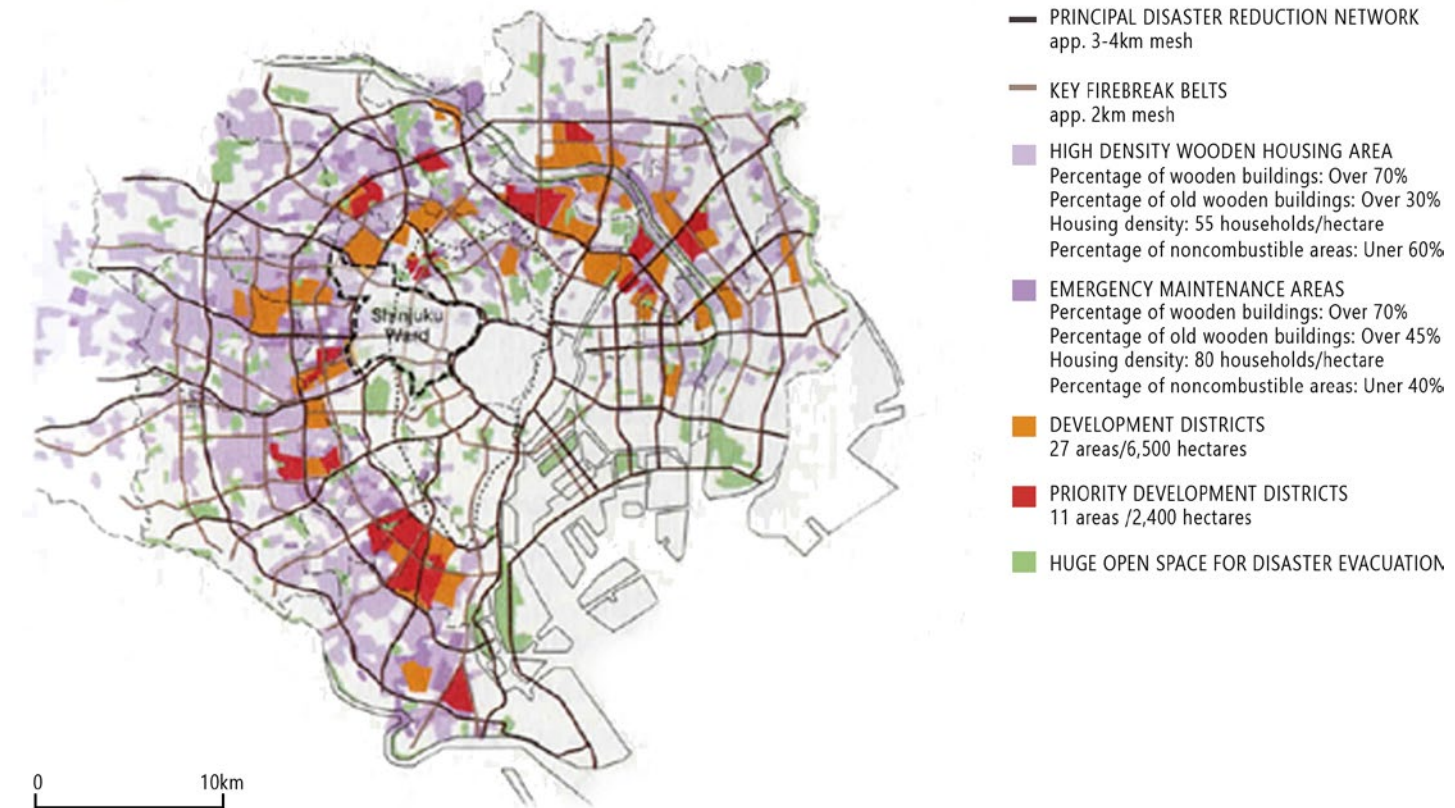 PRINCIPAL DISASTER REDUCTION NETWORK
app. 3-4km mesh
KEY FIREBREAK BELTS
app. 2km mesh
HIGH DENSITY WOODEN HOUSING AREA
Percentage of wooden buildings: Over 70%
Percentage of old wooden buildings: Over 30%
Housing density: 55 households/hectare
Percentage of noncombustible areas: Uner 60%
EMERGENCY MAINTENANCE AREAS
Percentage of wooden buildings: Over 70%
Percentage of old wooden buildings: Over 45%
Housing density: 80 households/hectare
Percentage of noncombustible areas: Uner 40%
DEVELOPMENT DISTRICTS
27 areas/6,500 hectares
PRIORITY DEVELOPMENT DISTRICTS
11 areas /2,400 hectares
HUGE OPEN SPACE FOR DISASTER EVACUATION
Shinjuku
Ward
0 10km